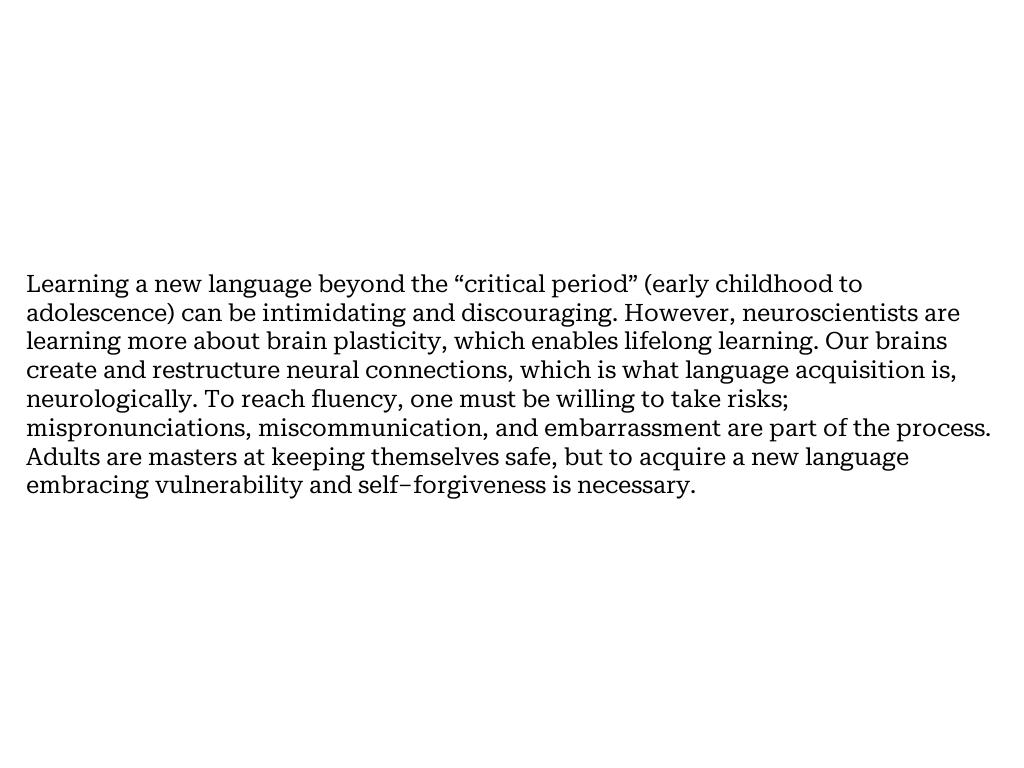 Learning a new language beyond the “critical period” (early childhood to
adolescence) can be intimidating and discouraging. However, neuroscientists are
learning more about brain plasticity, which enables lifelong learning. Our brains
create and restructure neural connections, which is what language acquisition is,
neurologically. To reach fluency, one must be willing to take risks;
mispronunciations, miscommunication, and embarrassment are part of the process.
Adults are masters at keeping themselves safe, but to acquire a new language
embracing vulnerability and self-forgiveness is necessary.